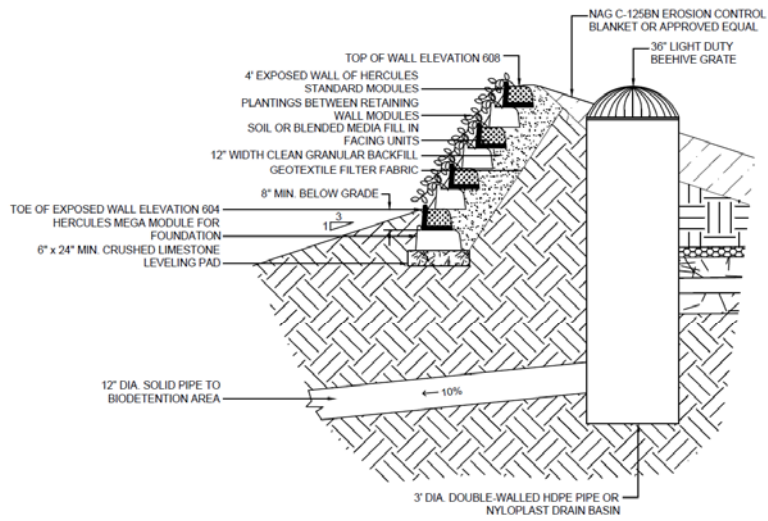 NAG C-125BN EROSION CONTROL
BLANKET OR APPROVED EQUAL
36" LIGHT DUTY
BEEHIVE GRATE
TOP OF WALL ELEVATION 608
4' EXPOSED WALL OF HERCULES
STANDARD MODULES
PLANTINGS BETWEEN RETAINING
WALL MODULES
SOIL OR BLENDED MEDIA FILL IN
FACING UNITS
12" WIDTH CLEAN GRANULAR BACKFILL
GEOTEXTILE FILTER FABRIC
8" MIN. BELOW GRADE
TOE OF EXPOSED WALL ELEVATION 604
HERCULES MEGA MODULE FOR
FOUNDATION
3
1
6" x 24" MIN. CRUSHED LIMESTONE
LEVELING PAD
12" DIA. SOLID PIPE TO
BIODETENTION AREA
10%
3' DIA. DOUBLE-WALLED HDPE PIPE OR
NYLOPLAST DRAIN BASIN